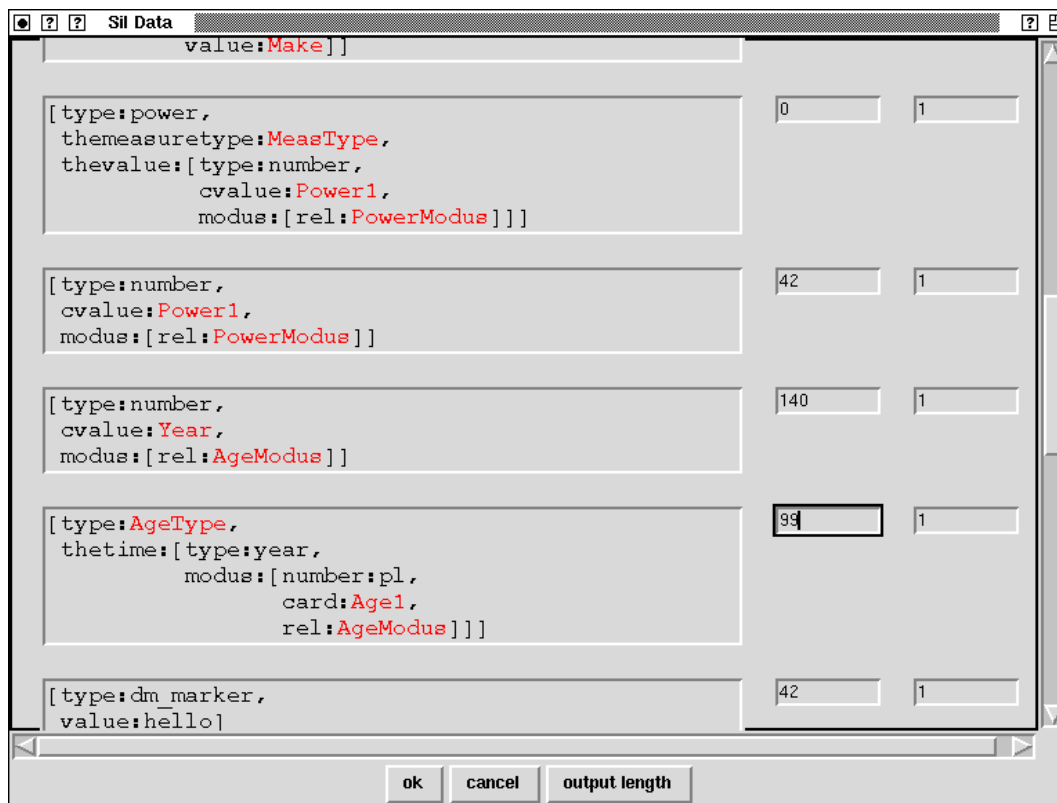 ? ? Sil Data ?
value:Make]]
[type:power, 0 1
themeasuretype:MeasType,
thevalue:[type:number,
cvalue:Power1,
modus:[rel:PowerModus]]]
[type:number, 42 1
cvalue:Power1,
modus:[rel:PowerModus]]
[type:number, 140 1
cvalue:Year,
modus:[rel:AgeModus]]
[type:AgeType, 99 1
thetime:[type:year,
modus:[number:pl,
card:Age1,
rel:AgeModus]]]
[type:dm_marker, 42 1
value:hello]
ok cancel output length